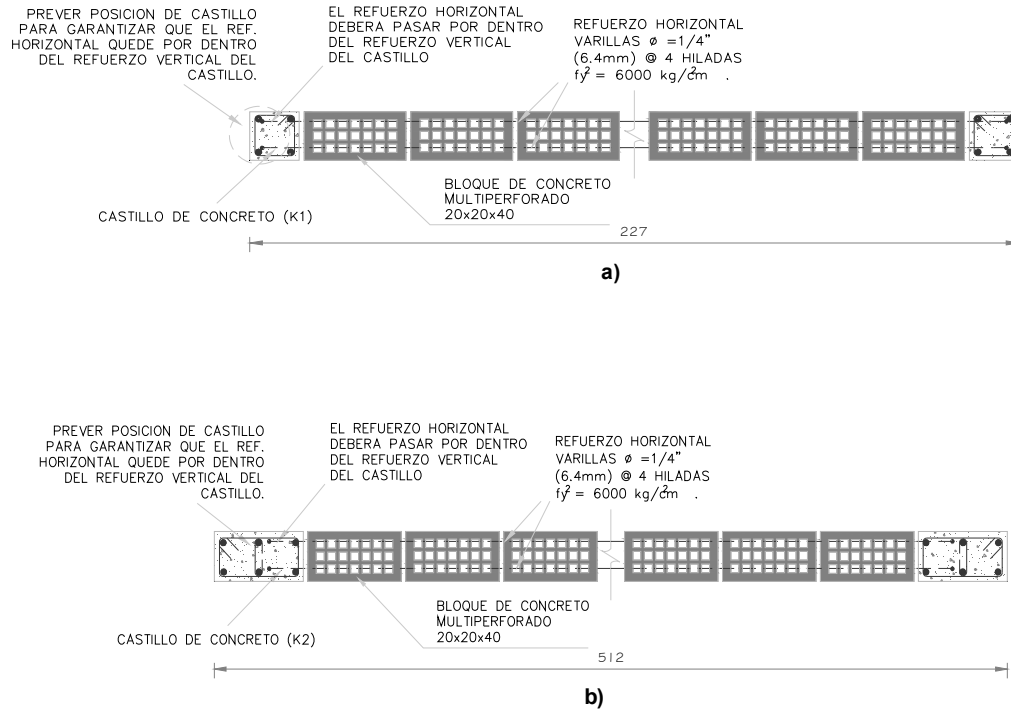 PREVER POSICION DE CASTILLO
PARA GARANTIZAR QUE EL REF.
HORIZONTAL QUEDE POR DENTRO
DEL REFUERZO VERTICAL DEL
CASTILLO.
EL REFUERZO HORIZONTAL
DEBERA PASAR POR DENTRO
DEL REFUERZO VERTICAL
DEL CASTILLO
REFUERZO HORIZONTAL
VARILLAS ø =1/4"
(6.4mm) @ 4 HILADAS
fy² = 6000 kg/cm² .
CASTILLO DE CONCRETO (K1)
BLOQUE DE CONCRETO
MULTIPERFORADO
20x20x40
227
a)
PREVER POSICION DE CASTILLO
PARA GARANTIZAR QUE EL REF.
HORIZONTAL QUEDE POR DENTRO
DEL REFUERZO VERTICAL DEL
CASTILLO.
EL REFUERZO HORIZONTAL
DEBERA PASAR POR DENTRO
DEL REFUERZO VERTICAL
DEL CASTILLO
REFUERZO HORIZONTAL
VARILLAS ø =1/4"
(6.4mm) @ 4 HILADAS
fy² = 6000 kg/cm² .
CASTILLO DE CONCRETO (K2)
BLOQUE DE CONCRETO
MULTIPERFORADO
20x20x40
512
b)